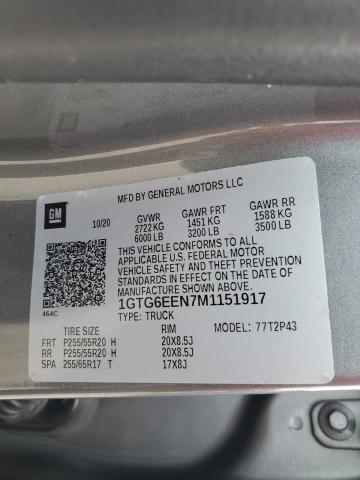 MFD BY GENERAL MOTORS LLC
GM
10/20 GVWR GAWR FRT GAWR RR
2722 KG 1451 KG 1588 KG
6000 LB 3200 LB 3500 LB
THIS VEHICLE CONFORMS TO ALL APPLICABLE
U.S. FEDERAL MOTOR
VEHICLE SAFETY AND THEFT PREVENTION
STANDARDS IN EFFECT ON THE DATE OF
MANUFACTURE SHOWN ABOVE.
1GTG6EEN7M1151917
464C
TYPE: TRUCK
TIRE SIZE RIM MODEL: 77T2P43
FRT P255/55R20 H 20X8.5J
RR P255/55R20 H 20X8.5J
SPA 255/65R17 T 17X8J